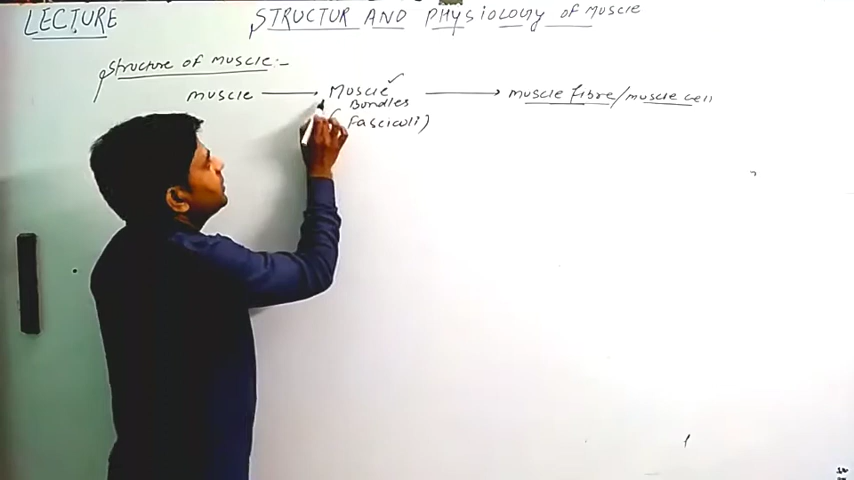 LECTURE
STRUCTUR AND PHYSIOLOGY OF MUSCLE
Structure of muscle:-
muscle → Muscle ✓ → muscle fibre/muscle cell
Bundles
(Fasciculi)